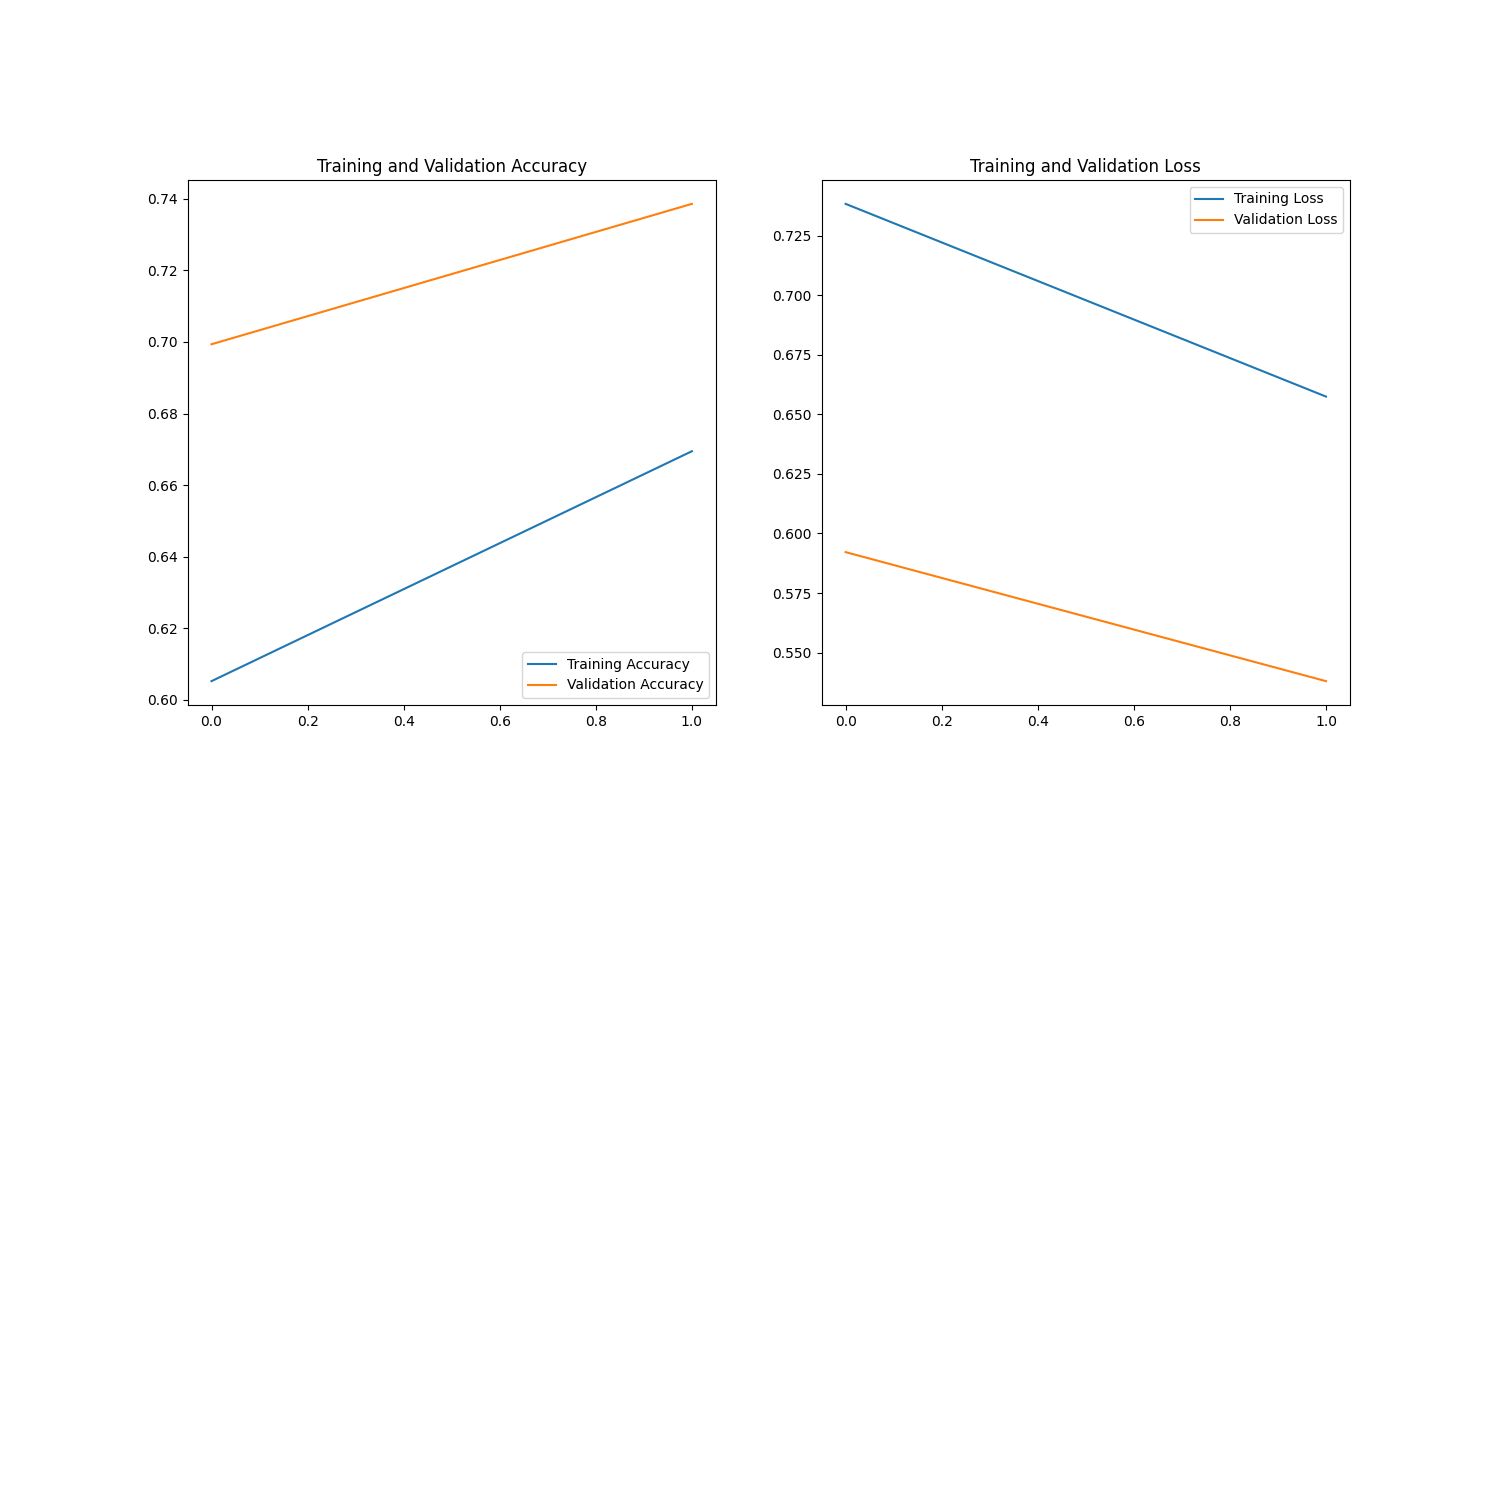 Training and Validation Accuracy
0.74
0.72
0.70
0.68
0.66
0.64
0.62
0.60
0.0 0.2 0.4 0.6 0.8 1.0
Training Accuracy
Validation Accuracy
Training and Validation Loss
0.725
0.700
0.675
0.650
0.625
0.600
0.575
0.550
0.0 0.2 0.4 0.6 0.8 1.0
Training Loss
Validation Loss